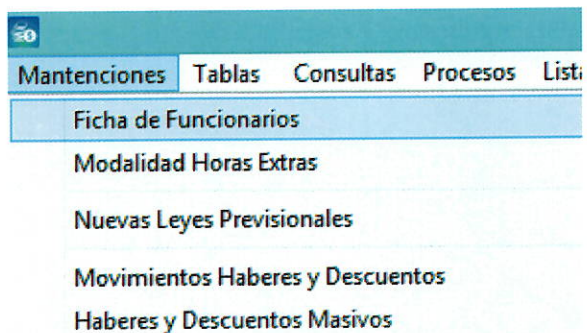 Mantenciones Tablas Consultas Procesos
Ficha de Funcionarios
Modalidad Horas Extras
Nuevas Leyes Previsionales
Movimientos Haberes y Descuentos
Haberes y Descuentos Masivos